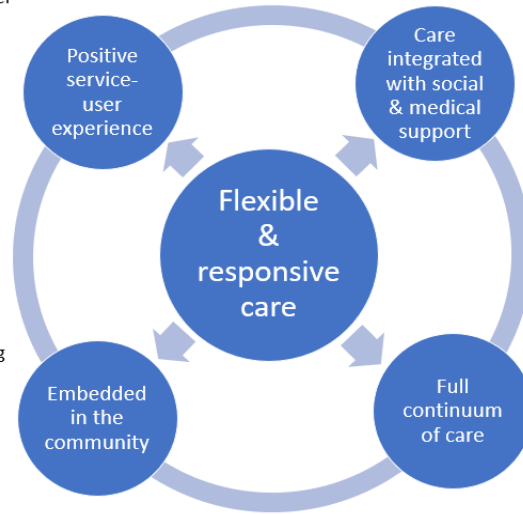 Positive
service-
user
experience
Care
integrated
with social
& medical
support
Flexible
&
responsive
care
Embedded
in the
community
Full
continuum
of care